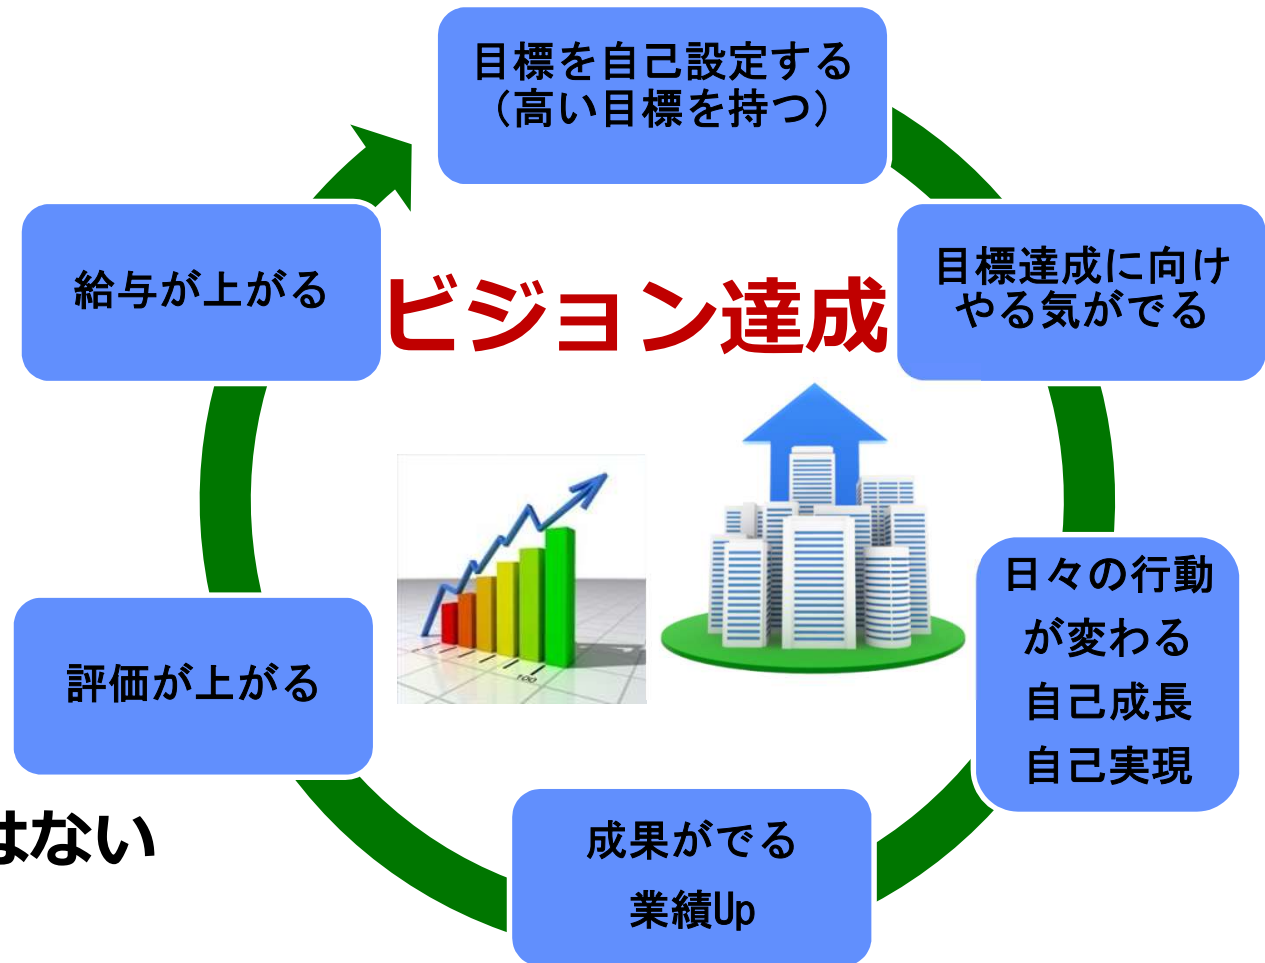 目標を自己設定する
（高い目標を持つ）
給与が上がる
ビジョン達成
目標達成に向け
やる気がでる
日々の行動
が変わる
自己成長
自己実現
評価が上がる
はない
成果がでる
業績Up
100